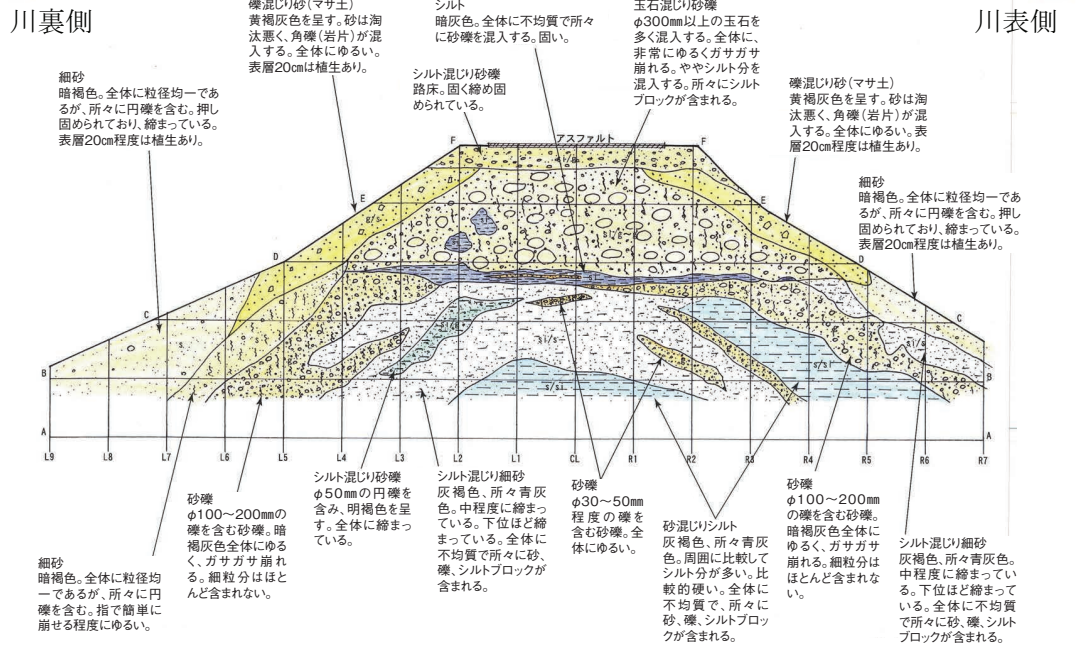 川裏側
川表側
礫混じり砂(マサ土)
黄褐灰色を呈す。砂は淘
汰悪く、角礫(岩片)が混
入する。全体にゆるい。
表層20cmは植生あり。
シルト
暗灰色。全体に不均質で所々
に砂礫を混入する。固い。
玉石混じり砂礫
φ300mm以上の玉石を
多く混入する。全体に、
非常にゆるくガサガサ
崩れる。ややシルト分を
混入する。所々にシルト
ブロックが含まれる。
細砂
暗褐色。全体に粒径均一であ
るが、所々に円礫を含む。押し
固められており、締まっている。
表層20cm程度は植生あり。
シルト混じり砂礫
路床。固く締め固
められている。
礫混じり砂(マサ土)
黄褐灰色を呈す。砂は淘
汰悪く、角礫(岩片)が混
入する。全体にゆるい。表
層20cm程度は植生あり。
細砂
暗褐色。全体に粒径均一であ
るが、所々に円礫を含む。押し
固められており、締まっている。
表層20cm程度は植生あり。
アスファルト
F
F
E
E
D
D
C
C
B
B
A
A
si/g
g/s
si/g
si/s
s/si
s/si
si/s
L9
L8
L7
L6
L5
L4
L3
L2
L1
CL
R1
R2
R3
R4
R5
R6
R7
細砂
暗褐色。全体に粒径均
一であるが、所々に円
礫を含む。指で簡単に
崩せる程度にゆるい。
砂礫
φ100～200mmの
礫を含む砂礫。暗
褐灰色全体にゆる
く、ガサガサ崩れ
る。細粒分はほと
んど含まれない。
シルト混じり砂礫
φ50mmの円礫を
含み、明褐色を呈
す。全体に締まっ
ている。
シルト混じり細砂
灰褐色、所々青灰
色。中程度に締まっ
ている。下位ほど締
まっている。全体に
不均質で所々に砂、
礫、シルトブロックが
含まれる。
砂礫
φ30～50mm
程度の礫を
含む砂礫。全
体にゆるい。
砂混じりシルト
灰褐色、所々青灰
色。周囲に比較して
シルト分が多い。比
較的硬い。全体に
不均質で、所々に
砂、礫、シルトブロッ
クが含まれる。
砂礫
φ100～200mm
の礫を含む砂礫。
暗褐灰色全体に
ゆるく、ガサガサ
崩れる。細粒分は
ほとんど含まれな
い。
シルト混じり細砂
灰褐色、所々青灰色。
中程度に締まってい
る。下位ほど締まって
いる。全体に不均質
で所々に砂、礫、シルト
ブロックが含まれる。